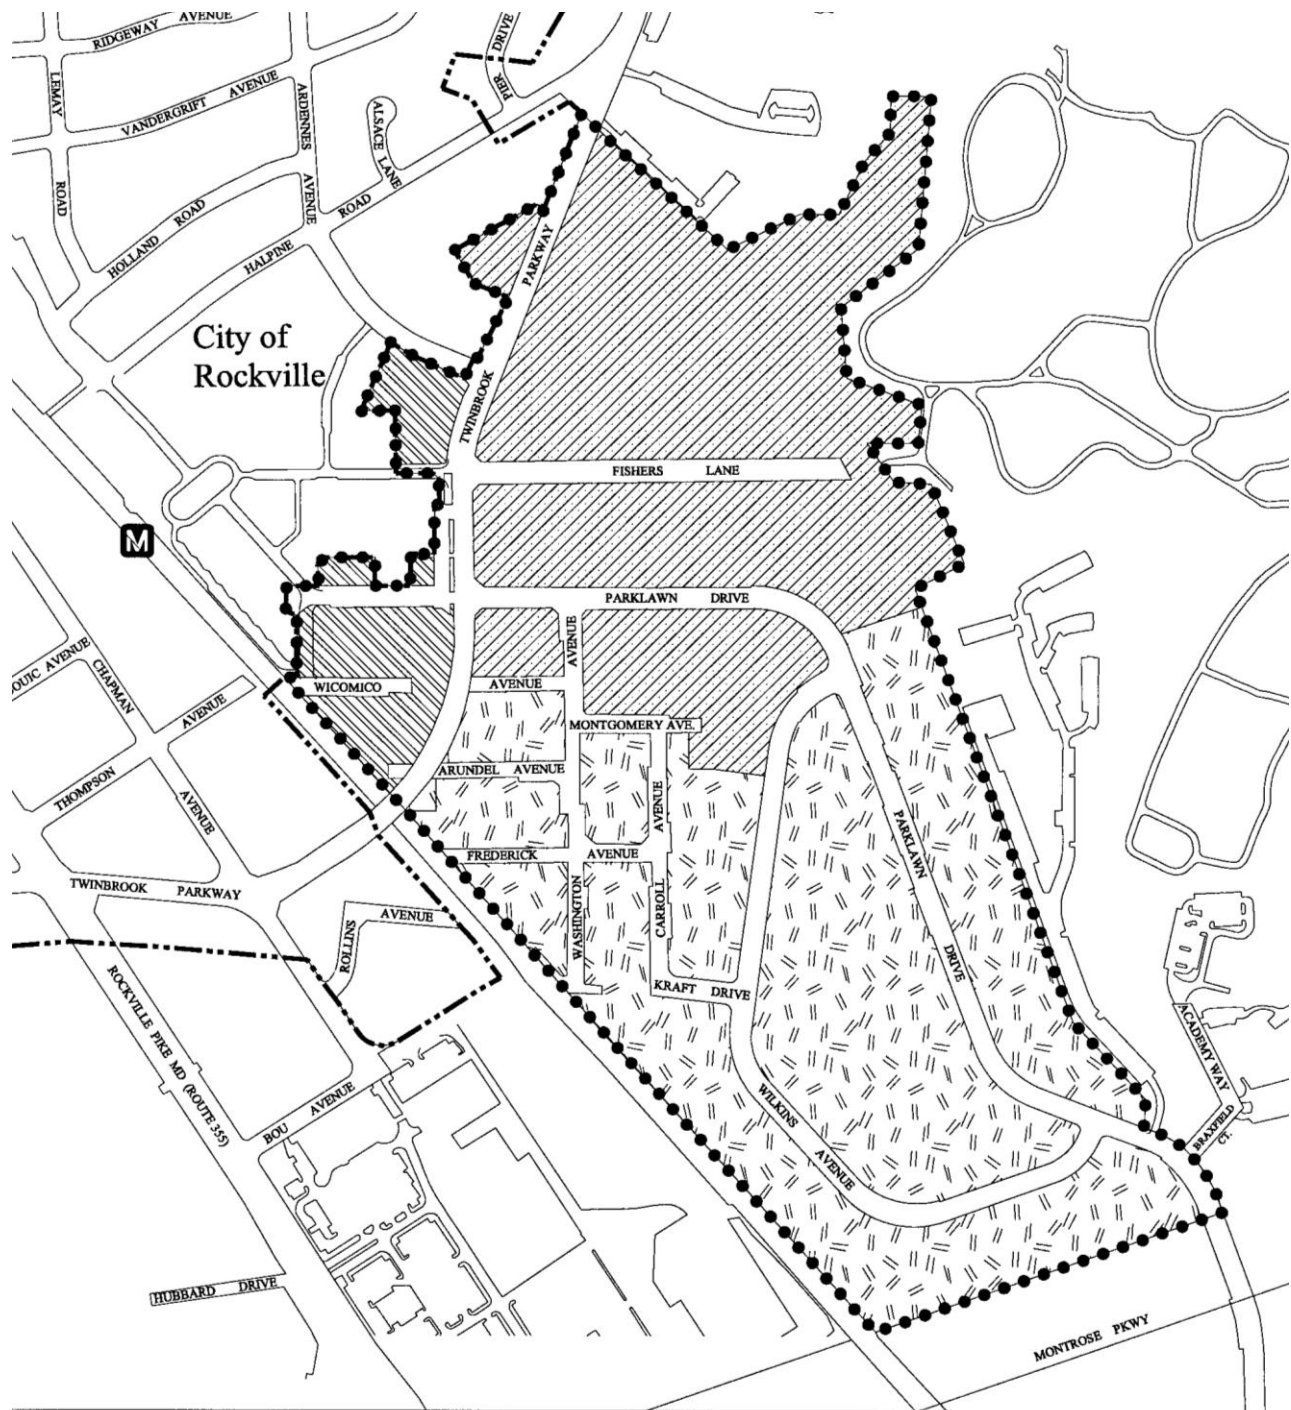 RIDGEWAY AVENUE
LEMAY
ROAD
VANDERGRIFT AVENUE
ARDENNES
AVENUE
ALSACE LANE
PIER DRIVE
HOLLAND ROAD
HALPINE ROAD
City of
Rockville
TWINBROOK PARKWAY
FISHERS LANE
M
PARKLAWN DRIVE
AVENUE
OUIC AVENUE
CHAPMAN
AVENUE
WICOMICO AVENUE
MONTGOMERY AVE.
THOMPSON AVENUE
ARUNDEL AVENUE
AVENUE
PARKLAWN
DRIVE
FREDERICK AVENUE
TWINBROOK PARKWAY
WASHINGTON
CARROLL
ROLLINS AVENUE
KRAFT DRIVE
ROCKVILLE PIKE MD (ROUTE 355)
ACADEMY WAY
BRAXFIELD
CT.
WILKINS
AVENUE
BOU AVENUE
HUBBARD DRIVE
MONTROSE PKWY